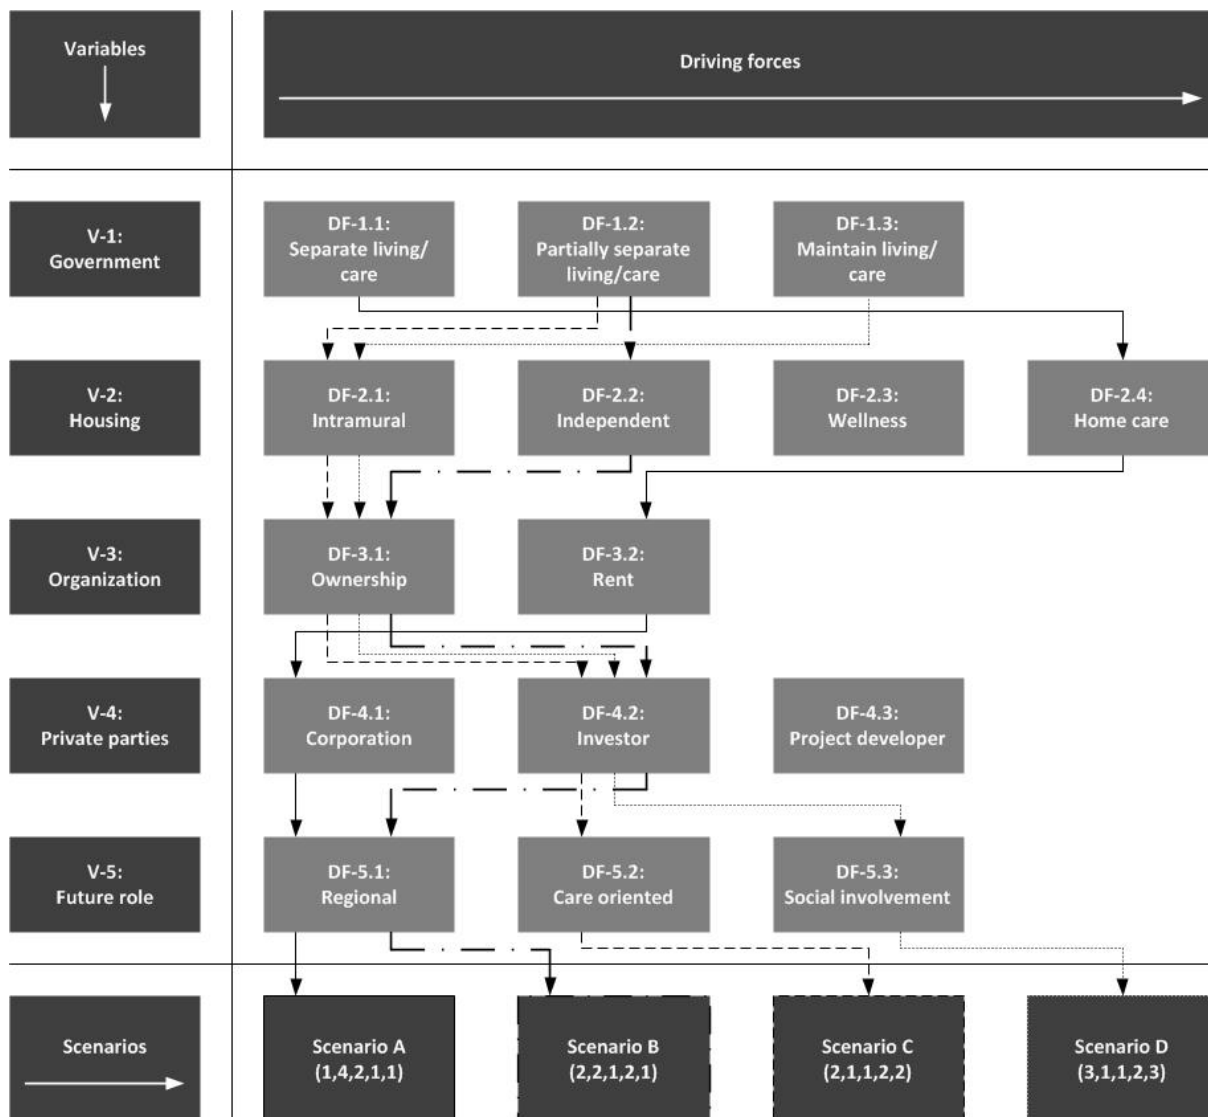 Variables
Driving forces
V-1:
Government
DF-1.1:
Separate living/
care
DF-1.2:
Partially separate
living/care
DF-1.3:
Maintain living/
care
V-2:
Housing
DF-2.1:
Intramural
DF-2.2:
Independent
DF-2.3:
Wellness
DF-2.4:
Home care
V-3:
Organization
DF-3.1:
Ownership
DF-3.2:
Rent
V-4:
Private parties
DF-4.1:
Corporation
DF-4.2:
Investor
DF-4.3:
Project developer
V-5:
Future role
DF-5.1:
Regional
DF-5.2:
Care oriented
DF-5.3:
Social involvement
Scenarios
Scenario A
(1,4,2,1,1)
Scenario B
(2,2,1,2,1)
Scenario C
(2,1,1,2,2)
Scenario D
(3,1,1,2,3)